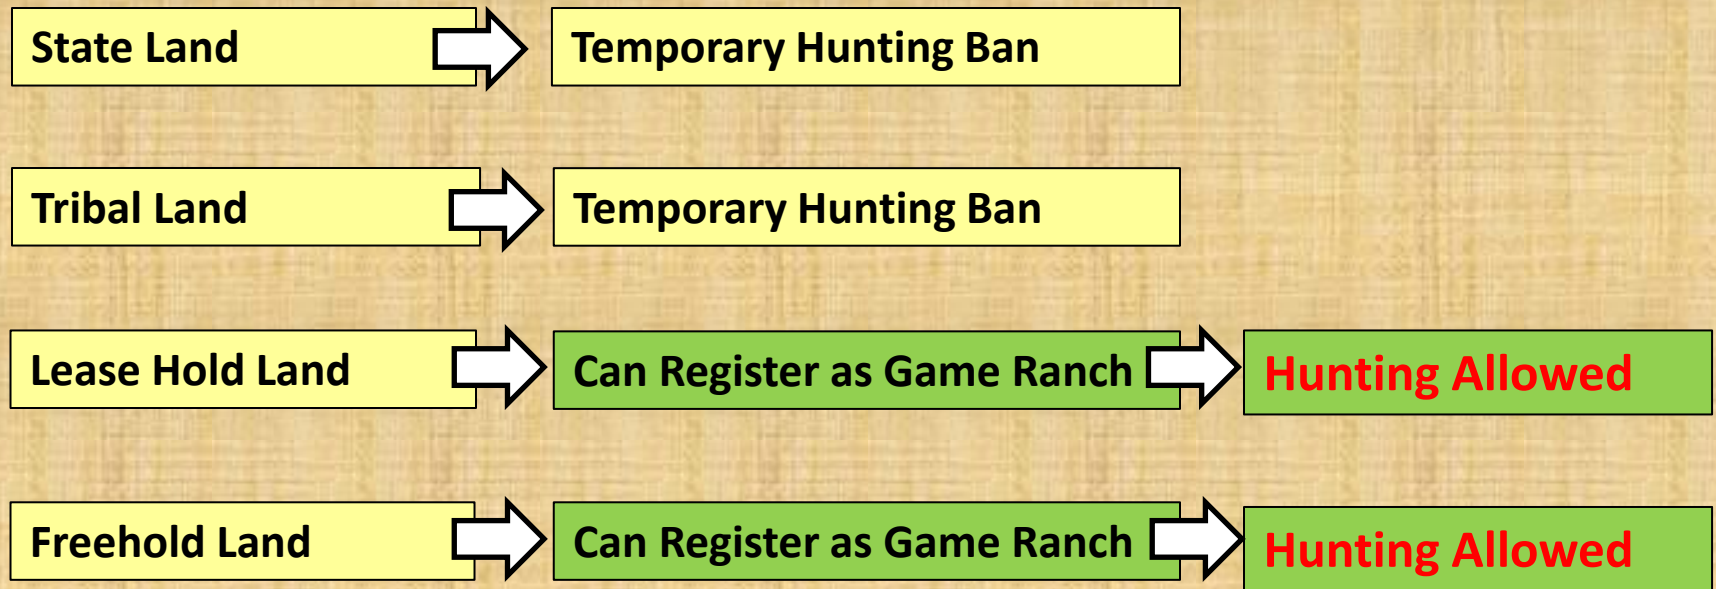 State Land
Temporary Hunting Ban
Tribal Land
Temporary Hunting Ban
Lease Hold Land
Can Register as Game Ranch
Hunting Allowed
Freehold Land
Can Register as Game Ranch
Hunting Allowed